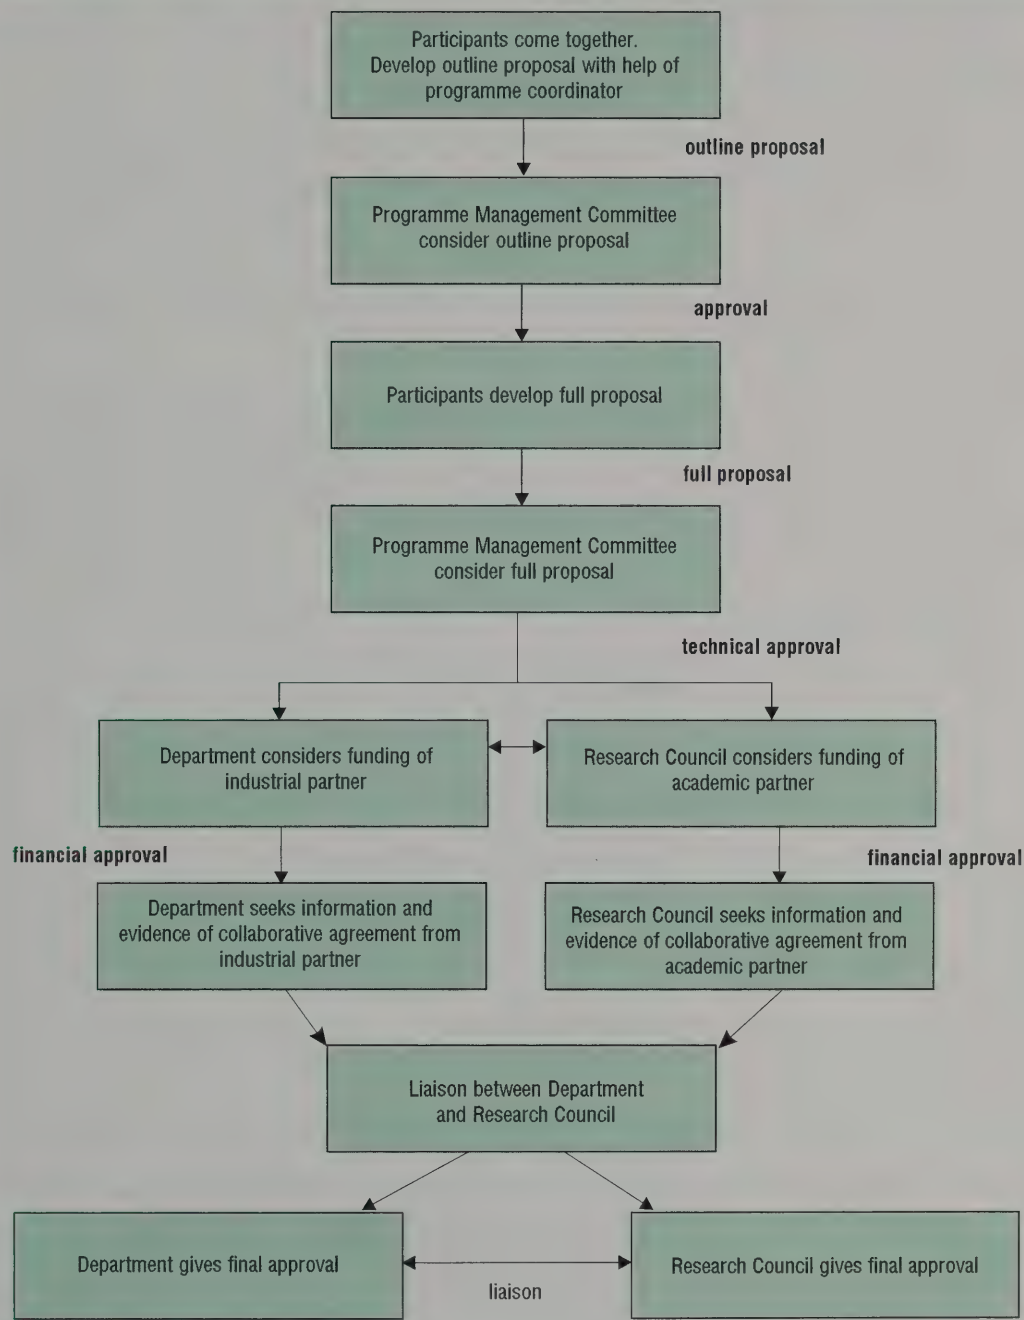 Participants come together.
Develop outline proposal with help of
programme coordinator
outline proposal
Programme Management Committee
consider outline proposal
approval
Participants develop full proposal
full proposal
Programme Management Committee
consider full proposal
technical approval
Department considers funding of
industrial partner
Research Council considers funding of
academic partner
financial approval
financial approval
Department seeks information and
evidence of collaborative agreement from
industrial partner
Research Council seeks information and
evidence of collaborative agreement from
academic partner
Liaison between Department
and Research Council
Department gives final approval
liaison
Research Council gives final approval